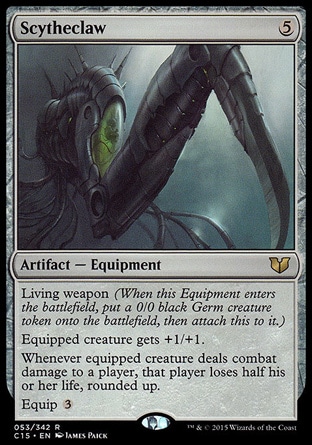 Scytheclaw 5
Artifact — Equipment
Living weapon (When this Equipment enters
the battlefield, put a 0/0 black Germ creature
token onto the battlefield, then attach this to it.)
Equipped creature gets +1/+1.
Whenever equipped creature deals combat
damage to a player, that player loses half his
or her life, rounded up.
Equip 3
053/342 R
C15 • EN JAMES PAICK
™ & © 2015 Wizards of the Coast